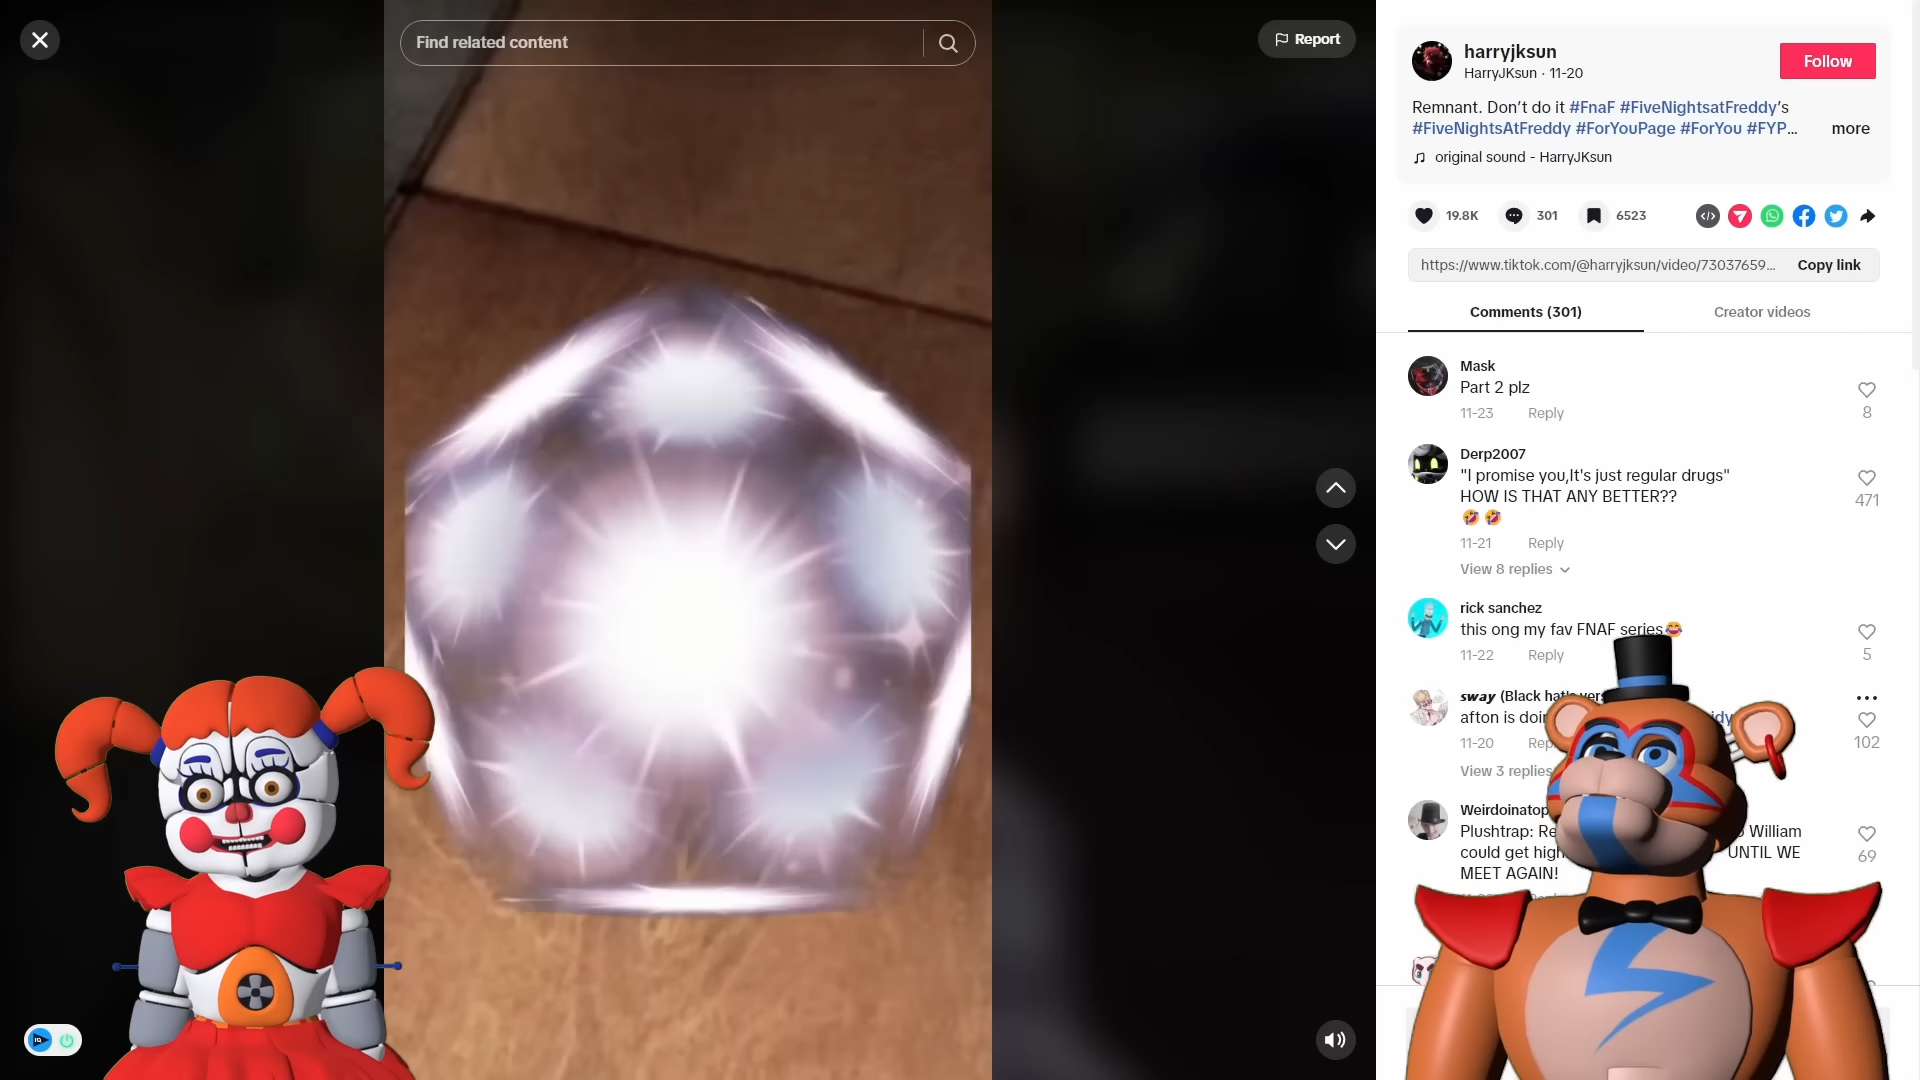 Find related content
Report
harryjksun
HarryJKsun · 11-20
Follow
Remnant. Don’t do it #FnaF #FiveNightsatFreddy’s
#FiveNightsAtFreddy #ForYouPage #ForYou #FYP... more
original sound - HarryJKsun
19.8K 301 6523
https://www.tiktok.com/@harryjksun/video/73037659... Copy link
Comments (301) Creator videos
Mask
Part 2 plz
11-23 Reply
8
Derp2007
"I promise you,It's just regular drugs"
HOW IS THAT ANY BETTER??
🤣🤣
11-21 Reply
471
View 8 replies
rick sanchez
this ong my fav FNAF series😂
11-22 Reply
5
sway (Black hat's
afton is
11-20
102
View 3 replies
Plushtrap: William
could get high UNTIL WE
MEET AGAIN!
69